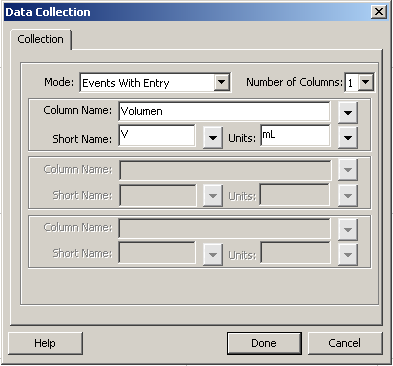 Data Collection
Collection
Mode: Events With Entry Number of Columns: 1
Column Name: Volumen
Short Name: V Units: mL
Column Name:
Short Name: Units:
Column Name:
Short Name: Units:
Help Done Cancel